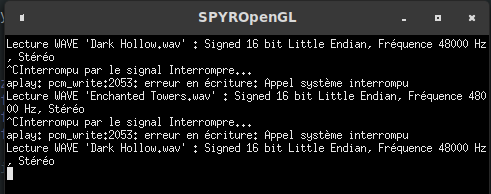 SPYROpenGL
Lecture WAVE 'Dark Hollow.wav' : Signed 16 bit Little Endian, Fréquence 48000 Hz
, Stéréo
^CInterrompu par le signal Interrompre...
aplay: pcm_write:2053: erreur en écriture: Appel système interrompu
Lecture WAVE 'Enchanted Towers.wav' : Signed 16 bit Little Endian, Fréquence 480
00 Hz, Stéréo
^CInterrompu par le signal Interrompre...
aplay: pcm_write:2053: erreur en écriture: Appel système interrompu
Lecture WAVE 'Dark Hollow.wav' : Signed 16 bit Little Endian, Fréquence 48000 Hz
, Stéréo